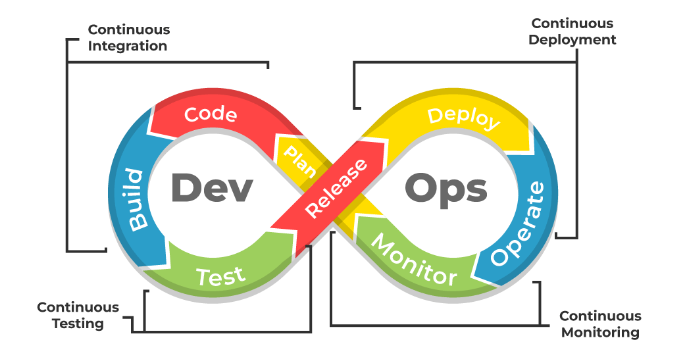 Continuous
Integration
Continuous
Deployment
Code
Deploy
Plan
Release
Dev
Ops
Build
Operate
Test
Monitor
Continuous
Testing
Continuous
Monitoring